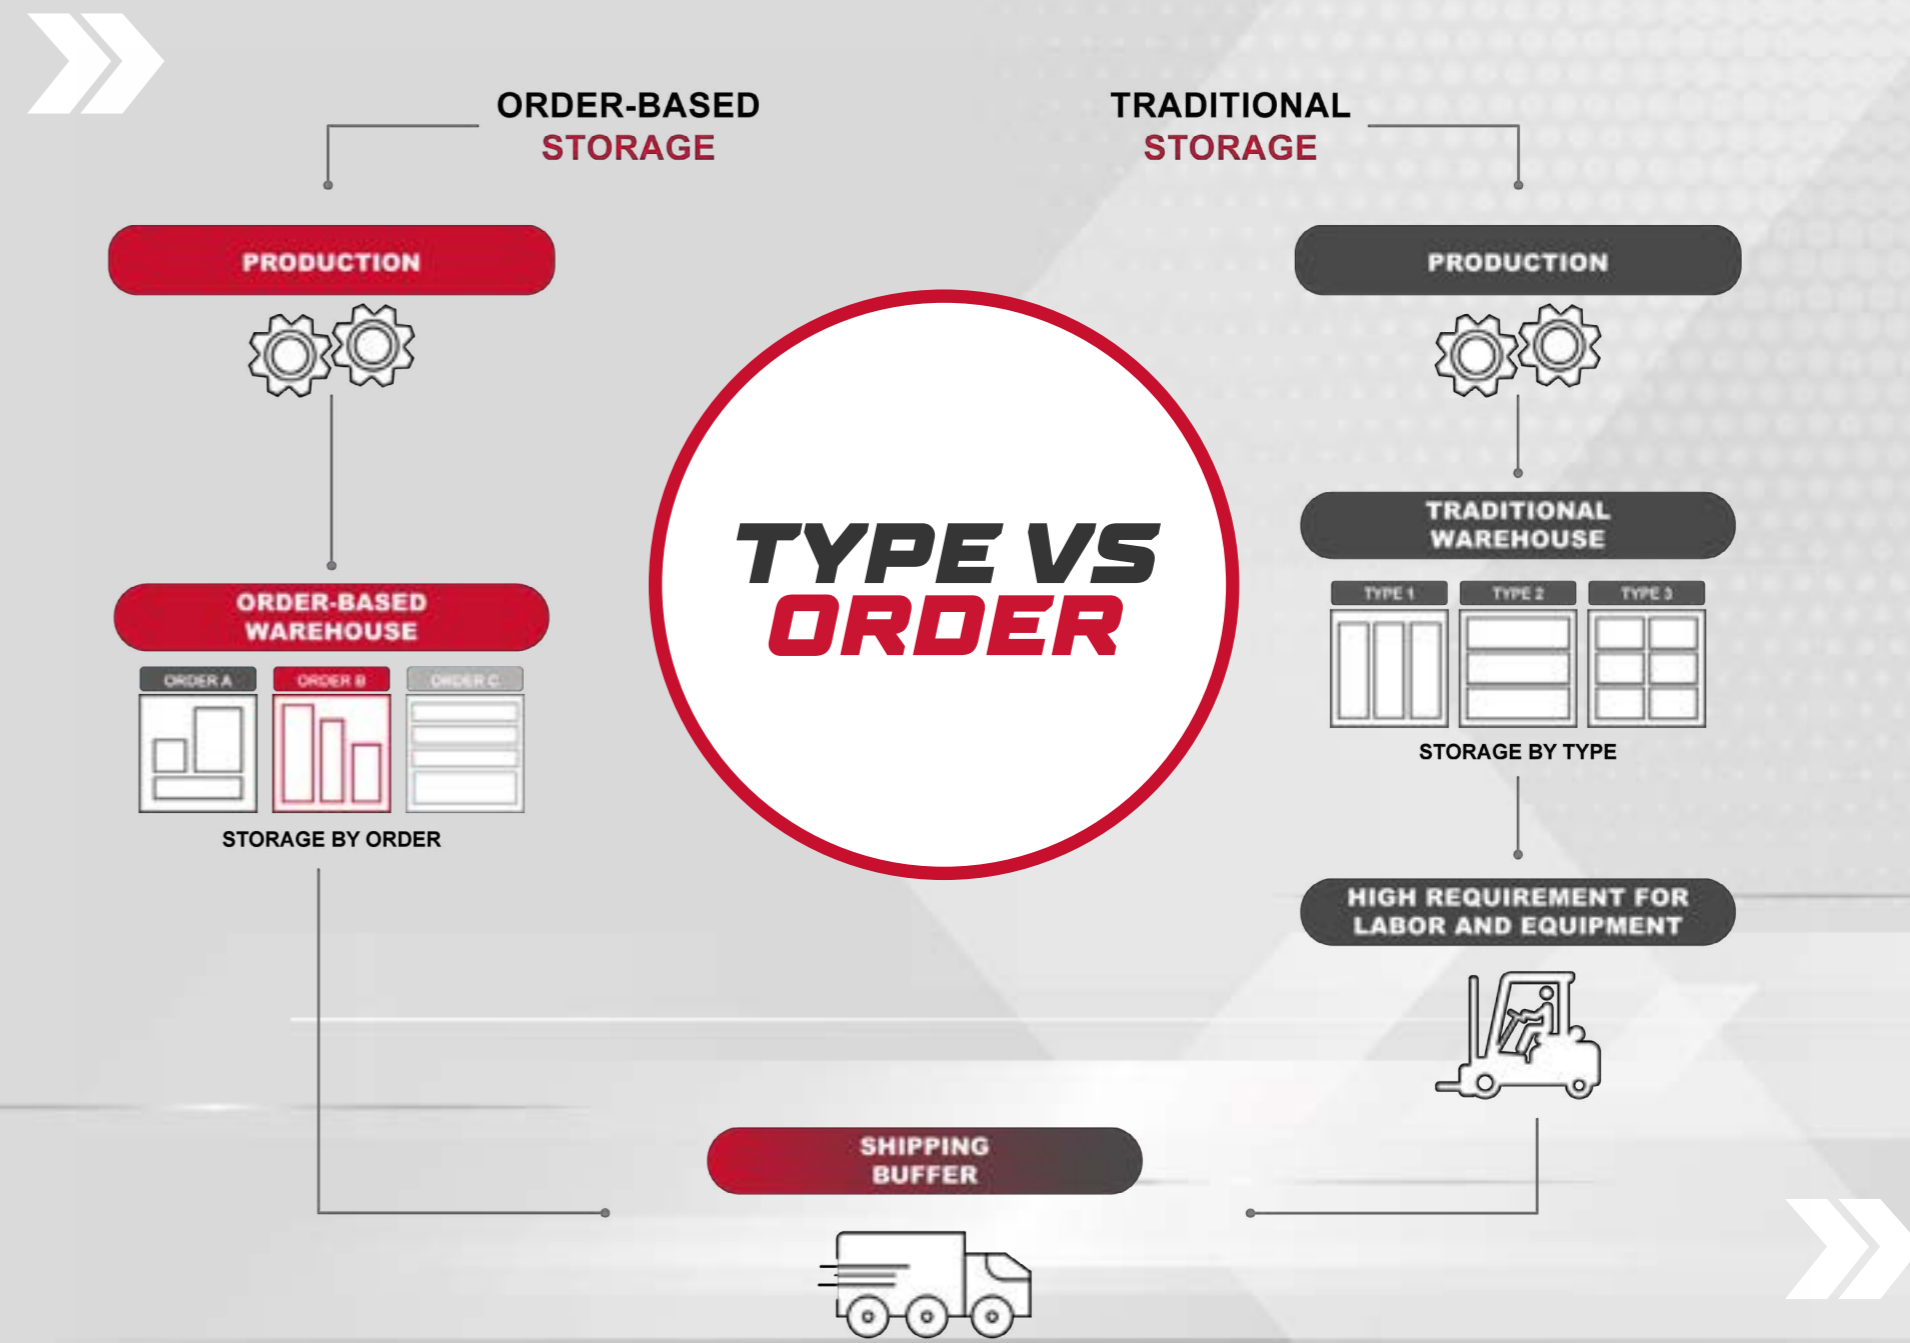 ORDER-BASED
STORAGE
TRADITIONAL
STORAGE
PRODUCTION
PRODUCTION
TYPE VS
ORDER
TRADITIONAL
WAREHOUSE
TYPE 1
TYPE 2
TYPE 3
STORAGE BY TYPE
ORDER-BASED
WAREHOUSE
ORDER A
ORDER B
ORDER C
STORAGE BY ORDER
HIGH REQUIREMENT FOR
LABOR AND EQUIPMENT
SHIPPING
BUFFER